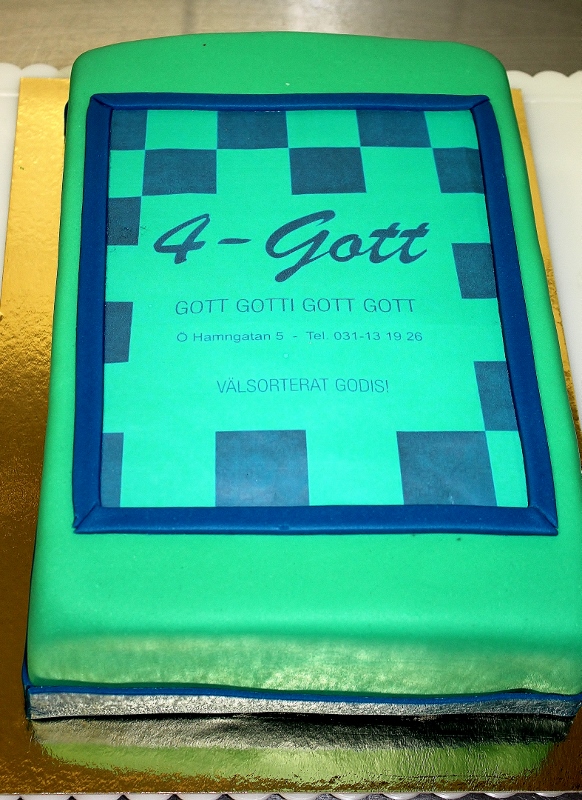 4-Gott
GOTT GOTTI GOTT GOTT
Ö Hamngatan 5 - Tel. 031-13 19 26
VÄLSORTERAT GODIS!